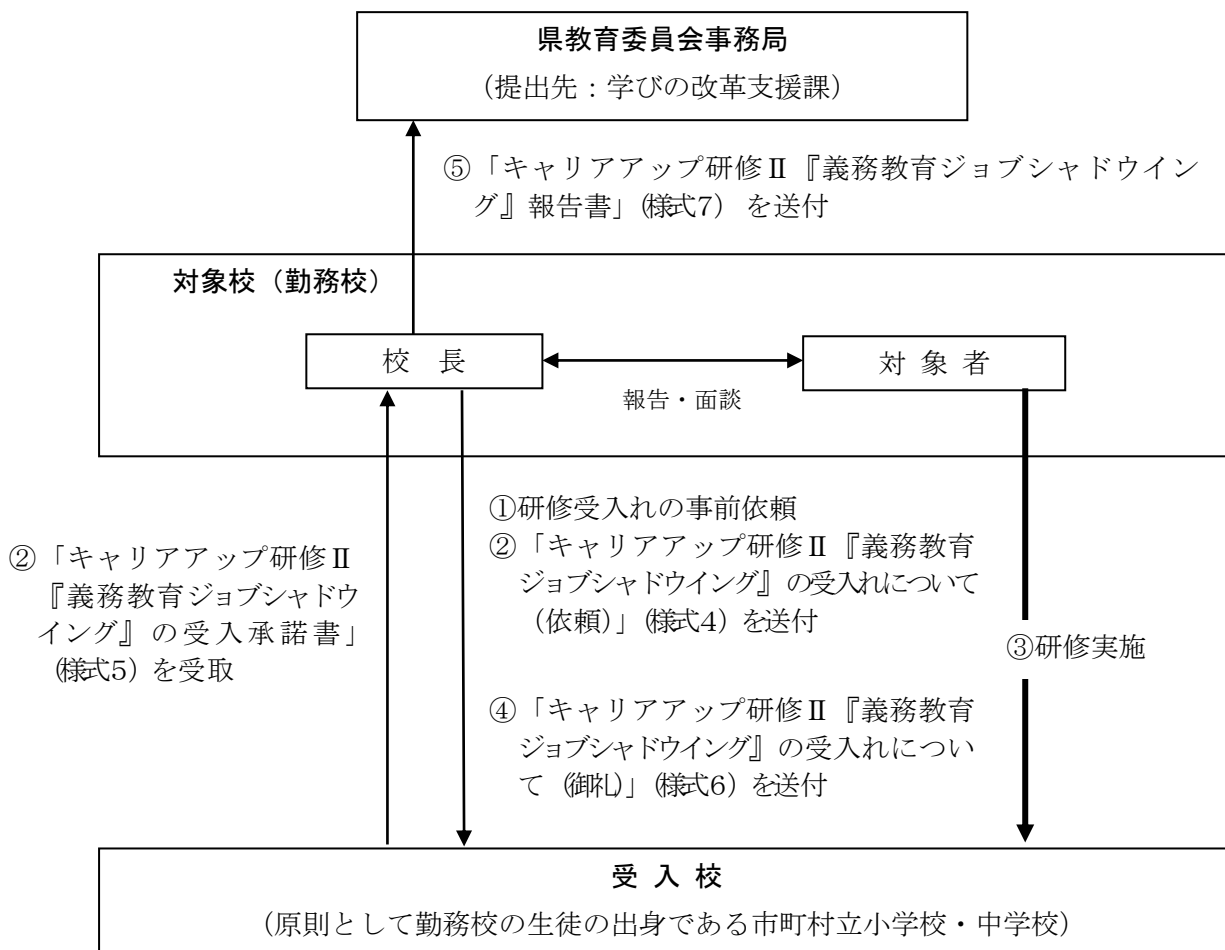 県教育委員会事務局
（提出先：学びの改革支援課）
⑤「キャリアアップ研修Ⅱ『義務教育ジョブシャドウイン
グ』報告書」（様式7）を送付
対象校（勤務校）
校　長
対 象 者
報告・面談
①研修受入れの事前依頼
②「キャリアアップ研修Ⅱ『義務教育
ジョブシャドウイング』の受入れについて
（依頼）」（様式4）を送付
②「キャリアアップ研修Ⅱ
『義務教育ジョブシャドウ
イング』の受入承諾書」
（様式5）を受取
③研修実施
④「キャリアアップ研修Ⅱ『義務教育
ジョブシャドウイング』の受入れについ
て（御礼）」（様式6）を送付
受 入 校
（原則として勤務校の生徒の出身である市町村立小学校・中学校）